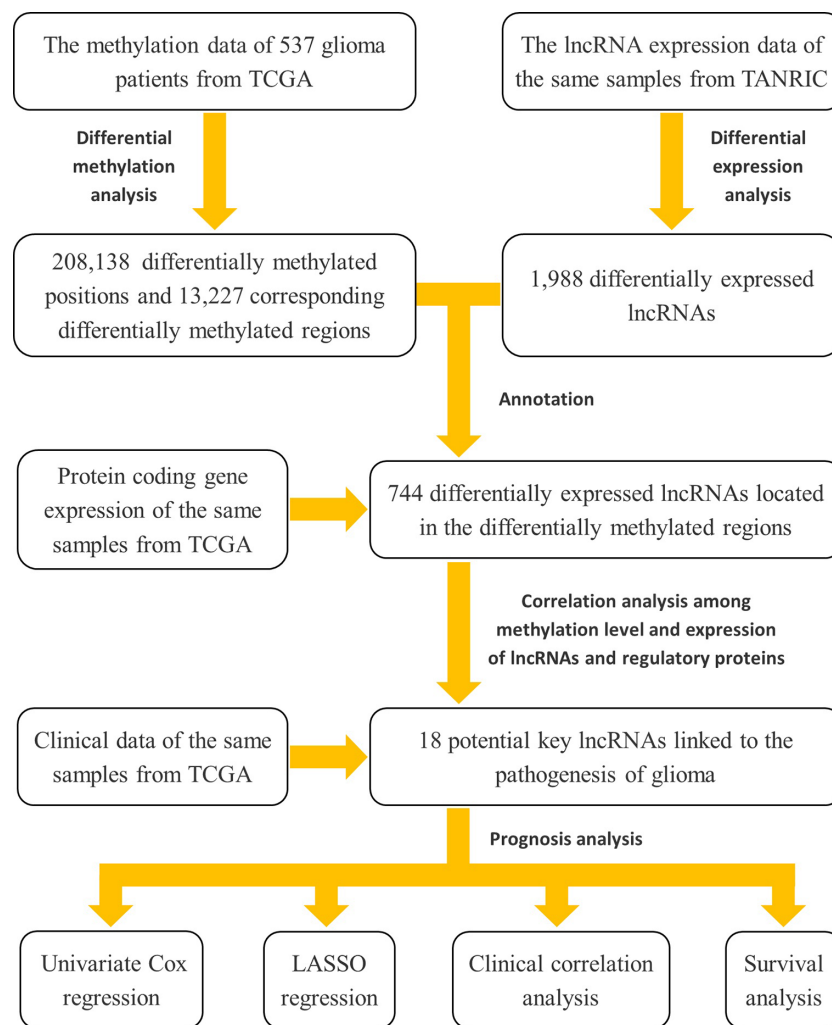 The methylation data of 537 glioma
patients from TCGA
The lncRNA expression data of
the same samples from TANRIC
Differential
methylation
analysis
Differential
expression
analysis
208,138 differentially methylated
positions and 13,227 corresponding
differentially methylated regions
1,988 differentially expressed
lncRNAs
Annotation
Protein coding gene
expression of the same
samples from TCGA
744 differentially expressed lncRNAs located
in the differentially methylated regions
Correlation analysis among
methylation level and expression
of lncRNAs and regulatory proteins
Clinical data of the same
samples from TCGA
18 potential key lncRNAs linked to the
pathogenesis of glioma
Prognosis analysis
Univariate Cox
regression
LASSO
regression
Clinical correlation
analysis
Survival
analysis